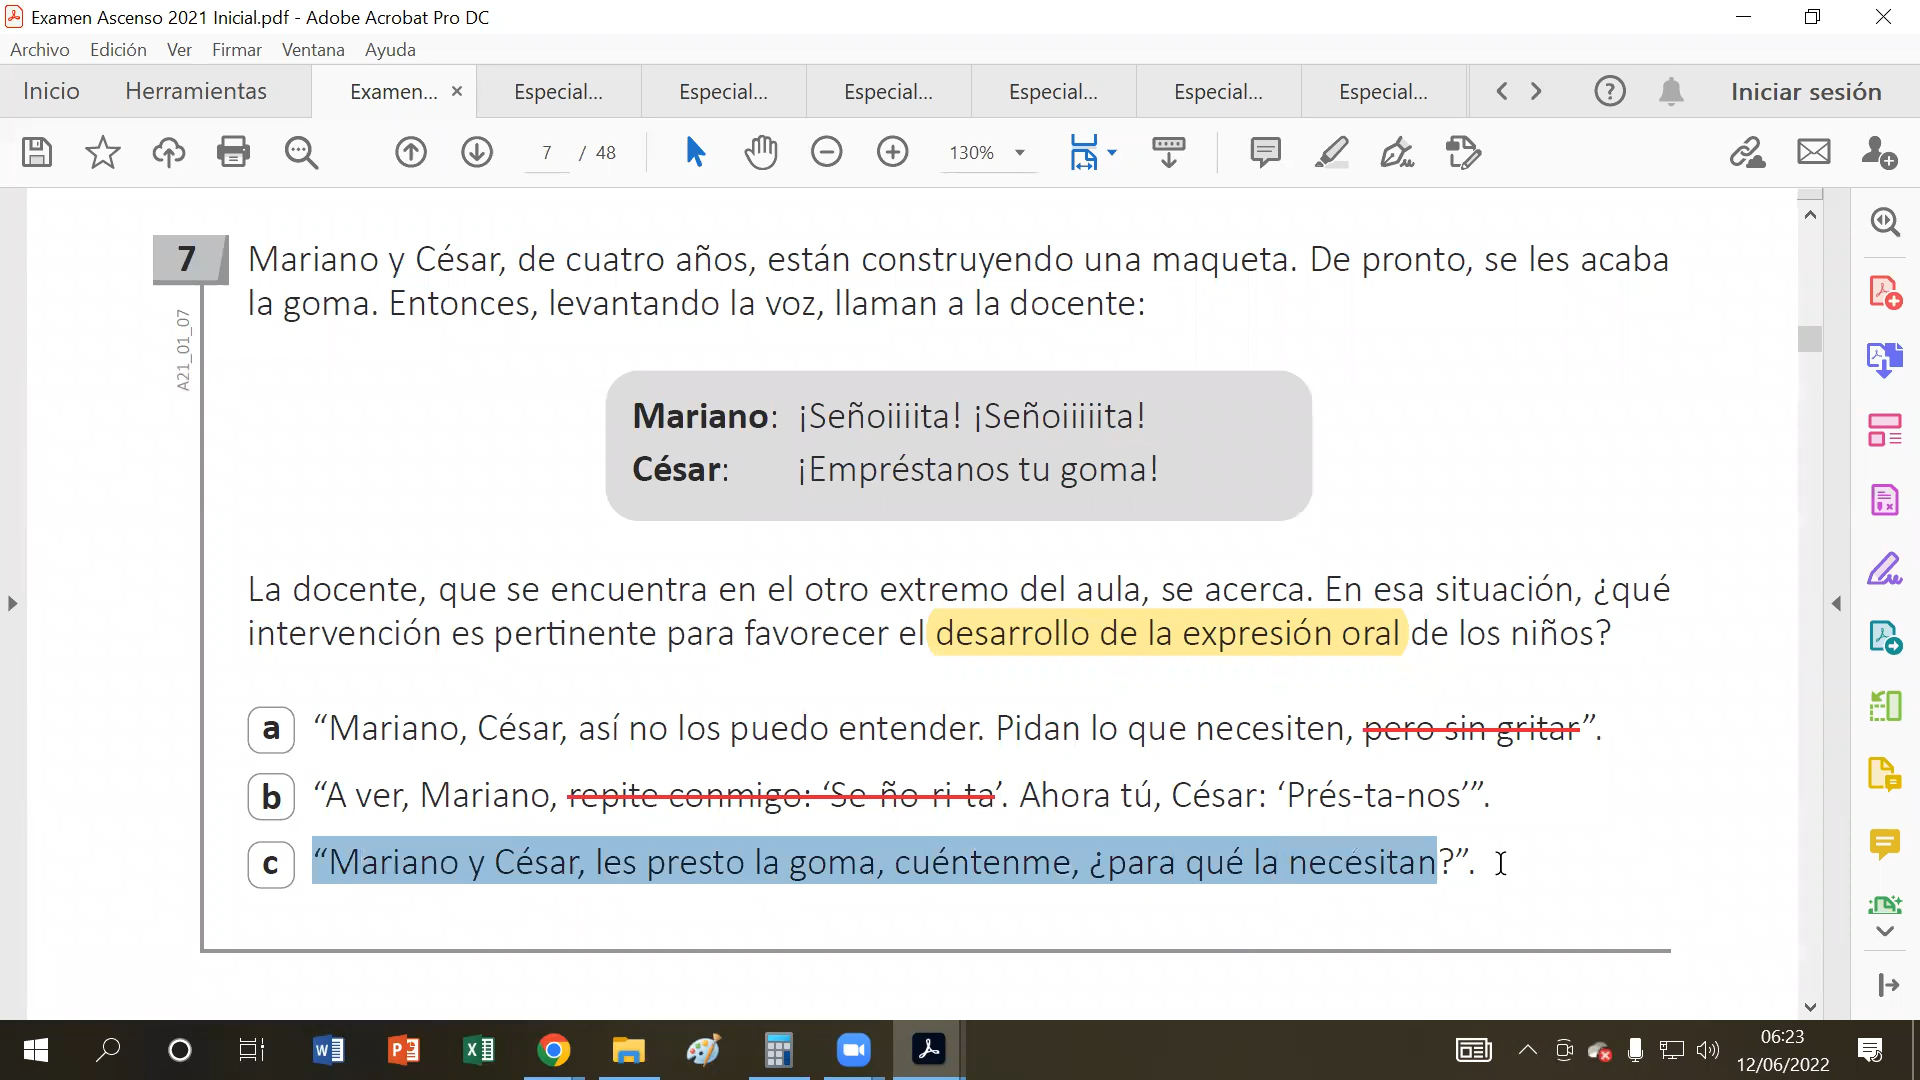 Examen Ascenso 2021 Inicial.pdf - Adobe Acrobat Pro DC
Archivo Edición Ver Firmar Ventana Ayuda
Inicio Herramientas Examen... × Especial... Especial... Especial... Especial... Especial... Especial... Iniciar sesión
7 / 48 130%
7 Mariano y César, de cuatro años, están construyendo una maqueta. De pronto, se les acaba
la goma. Entonces, levantando la voz, llaman a la docente:
A21_01_07
Mariano: ¡Señoiiiita! ¡Señoiiiiita!
César: ¡Empréstanos tu goma!
La docente, que se encuentra en el otro extremo del aula, se acerca. En esa situación, ¿qué
intervención es pertinente para favorecer el desarrollo de la expresión oral de los niños?
a “Mariano, César, así no los puedo entender. Pidan lo que necesiten, pero sin gritar”.
b “A ver, Mariano, repite conmigo: ‘Se-ño-ri-ta’. Ahora tú, César: ‘Prés-ta-nos’”.
c “Mariano y César, les presto la goma, cuéntenme, ¿para qué la necesitan?”.
06:23
12/06/2022